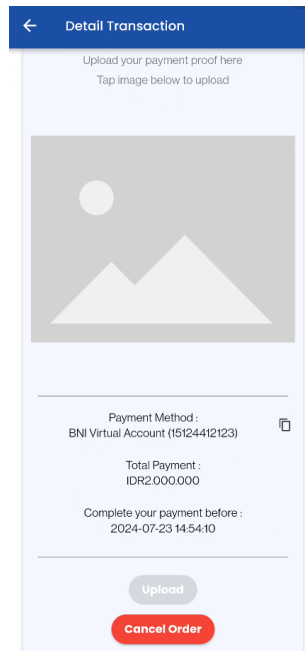 Detail Transaction
Upload your payment proof here
Tap image below to upload
Payment Method :
BNI Virtual Account (15124412123)
Total Payment :
IDR2.000.000
Complete your payment before :
2024-07-23 14:54:10
Upload
Cancel Order